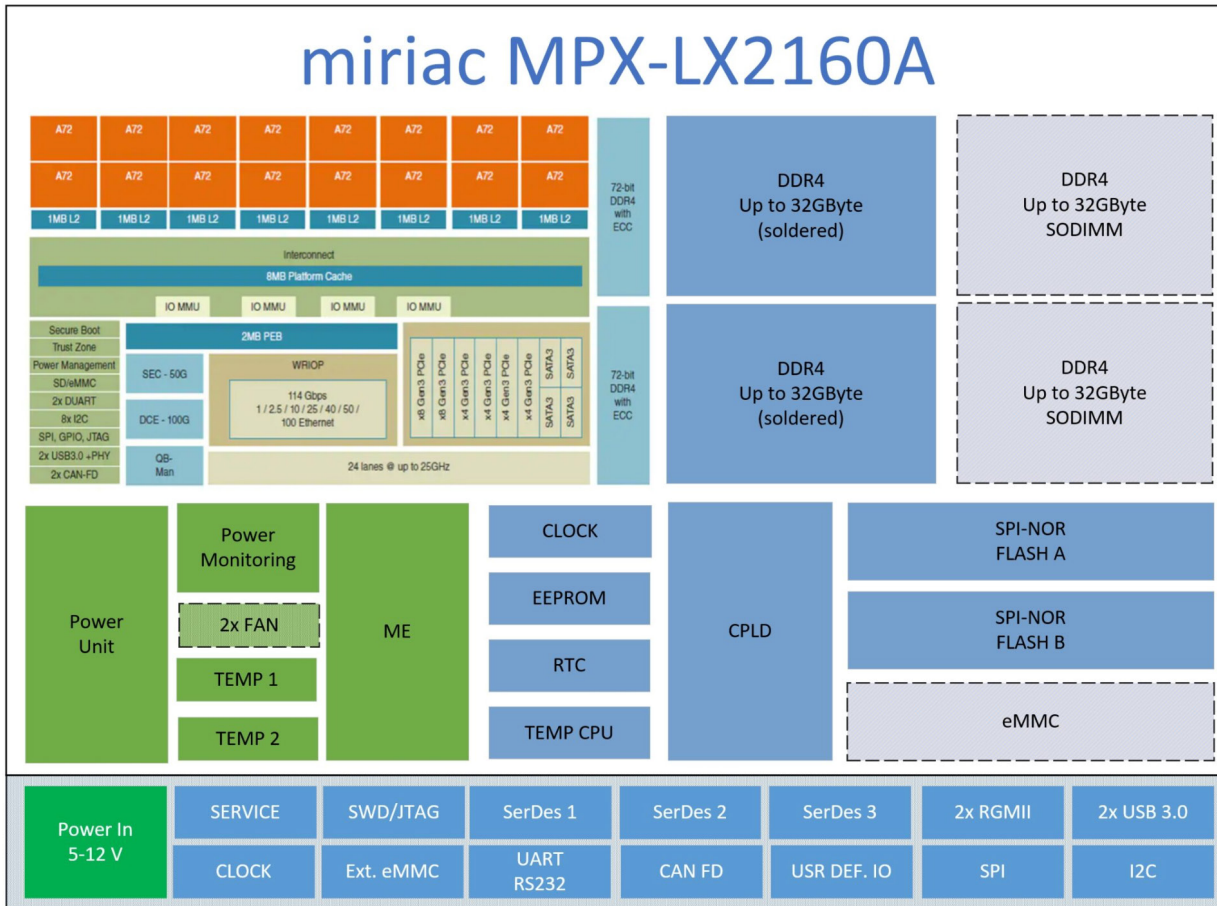 miriac MPX-LX2160A
A72 A72 A72 A72 A72 A72 A72 A72
A72 A72 A72 A72 A72 A72 A72 A72
1MB L2 1MB L2 1MB L2 1MB L2 1MB L2 1MB L2 1MB L2 1MB L2
72-bit
DDR4
with
ECC
DDR4
Up to 32GByte
(soldered)
DDR4
Up to 32GByte
SODIMM
Interconnect
8MB Platform Cache
IO MMU IO MMU IO MMU IO MMU
Secure Boot
Trust Zone
Power Management
SD/eMMC
2x DUART
8x I2C
SPI, GPIO, JTAG
2x USB3.0 +PHY
2x CAN-FD
2MB PEB
SEC - 50G
DCE - 100G
QB-
Man
WRIOP
114 Gbps
1 / 2.5 / 10 / 25 / 40 / 50 /
100 Ethernet
x8 Gen3 PCIe
x8 Gen3 PCIe
x4 Gen3 PCIe
x4 Gen3 PCIe
x4 Gen3 PCIe
x4 Gen3 PCIe
SATA3
SATA3
SATA3
SATA3
24 lanes @ up to 25GHz
72-bit
DDR4
with
ECC
DDR4
Up to 32GByte
(soldered)
DDR4
Up to 32GByte
SODIMM
Power
Unit
Power
Monitoring
2x FAN
TEMP 1
TEMP 2
ME
CLOCK
EEPROM
RTC
TEMP CPU
CPLD
SPI-NOR
FLASH A
SPI-NOR
FLASH B
eMMC
Power In
5-12 V
SERVICE
SWD/JTAG
SerDes 1
SerDes 2
SerDes 3
2x RGMII
2x USB 3.0
CLOCK
Ext. eMMC
UART
RS232
CAN FD
USR DEF. IO
SPI
I2C